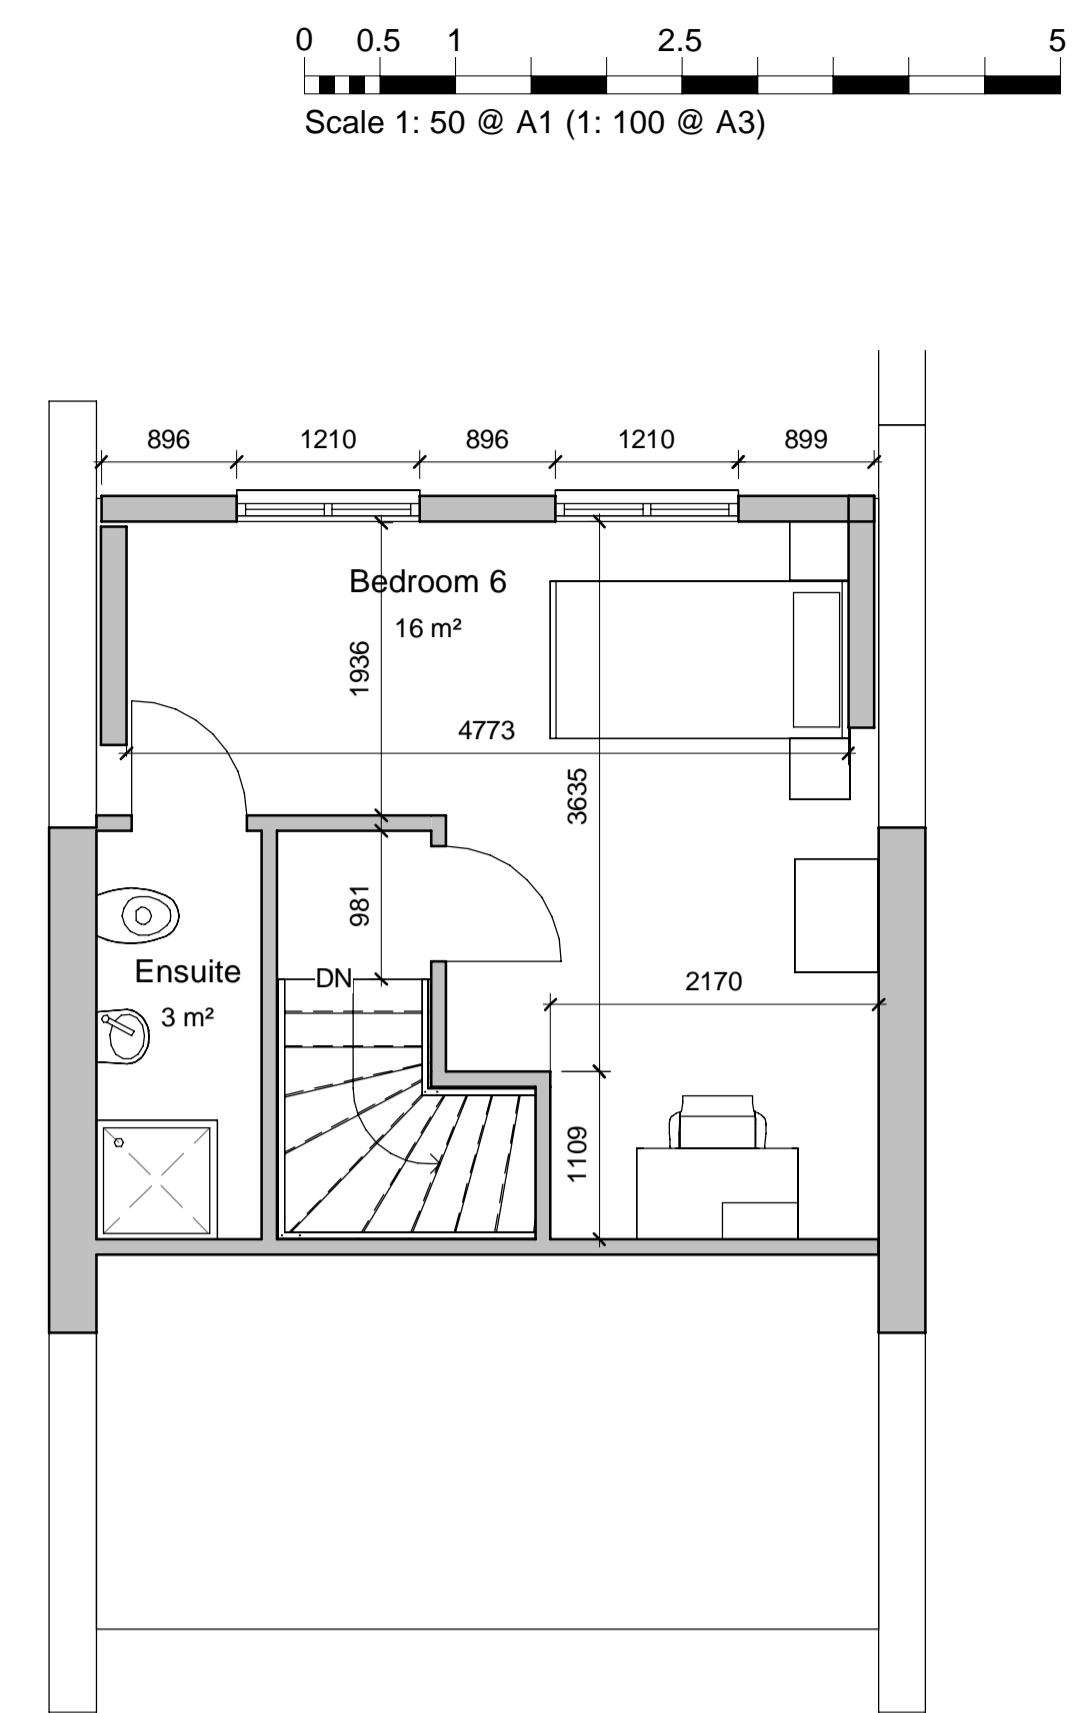 0 0.5 1 2.5 5
Scale 1: 50 @ A1 (1: 100 @ A3)
896 1210 896 1210 899
Bedroom 6
16 m²
1936
4773
3635
981
Ensuite
3 m²
DN
2170
1109